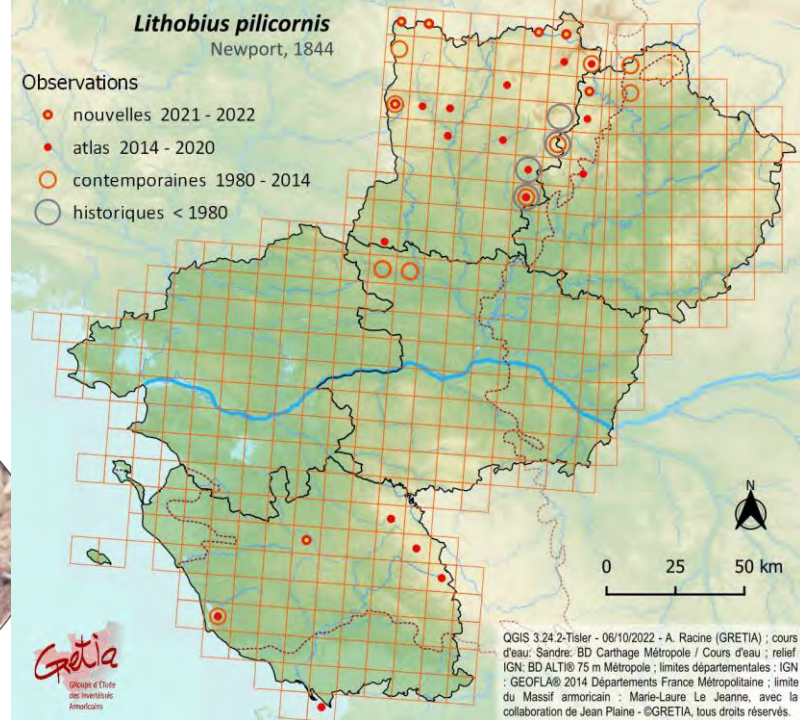 Lithobius pilicornis
Newport, 1844
Observations
nouvelles 2021 - 2022
atlas 2014 - 2020
contemporaines 1980 - 2014
historiques < 1980
N
0 25 50 km
Gretia
GRoupe d'ÉTude
des Invertébrés
Armoricains
QGIS 3.24.2-Tisler - 06/10/2022 - A. Racine (GRETIA) ; cours
d'eau: Sandre: BD Carthage Métropole / Cours d'eau ; relief :
IGN: BD ALTI® 75 m Métropole ; limites départementales : IGN
: GEOFLA® 2014 Départements France Métropolitaine ; limite
du Massif armoricain : Marie-Laure Le Jeanne, avec la
collaboration de Jean Plaine - ©GRETIA, tous droits réservés.